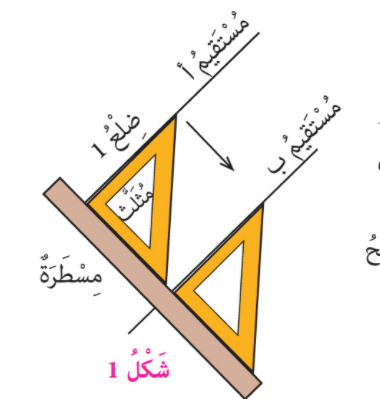 مُسْتَقِيمُ أ
ضِلْعُ 1
مُسْتَقِيمُ ب
مُثَلَّث
مِسْطَرَةٌ
شَكْلُ 1